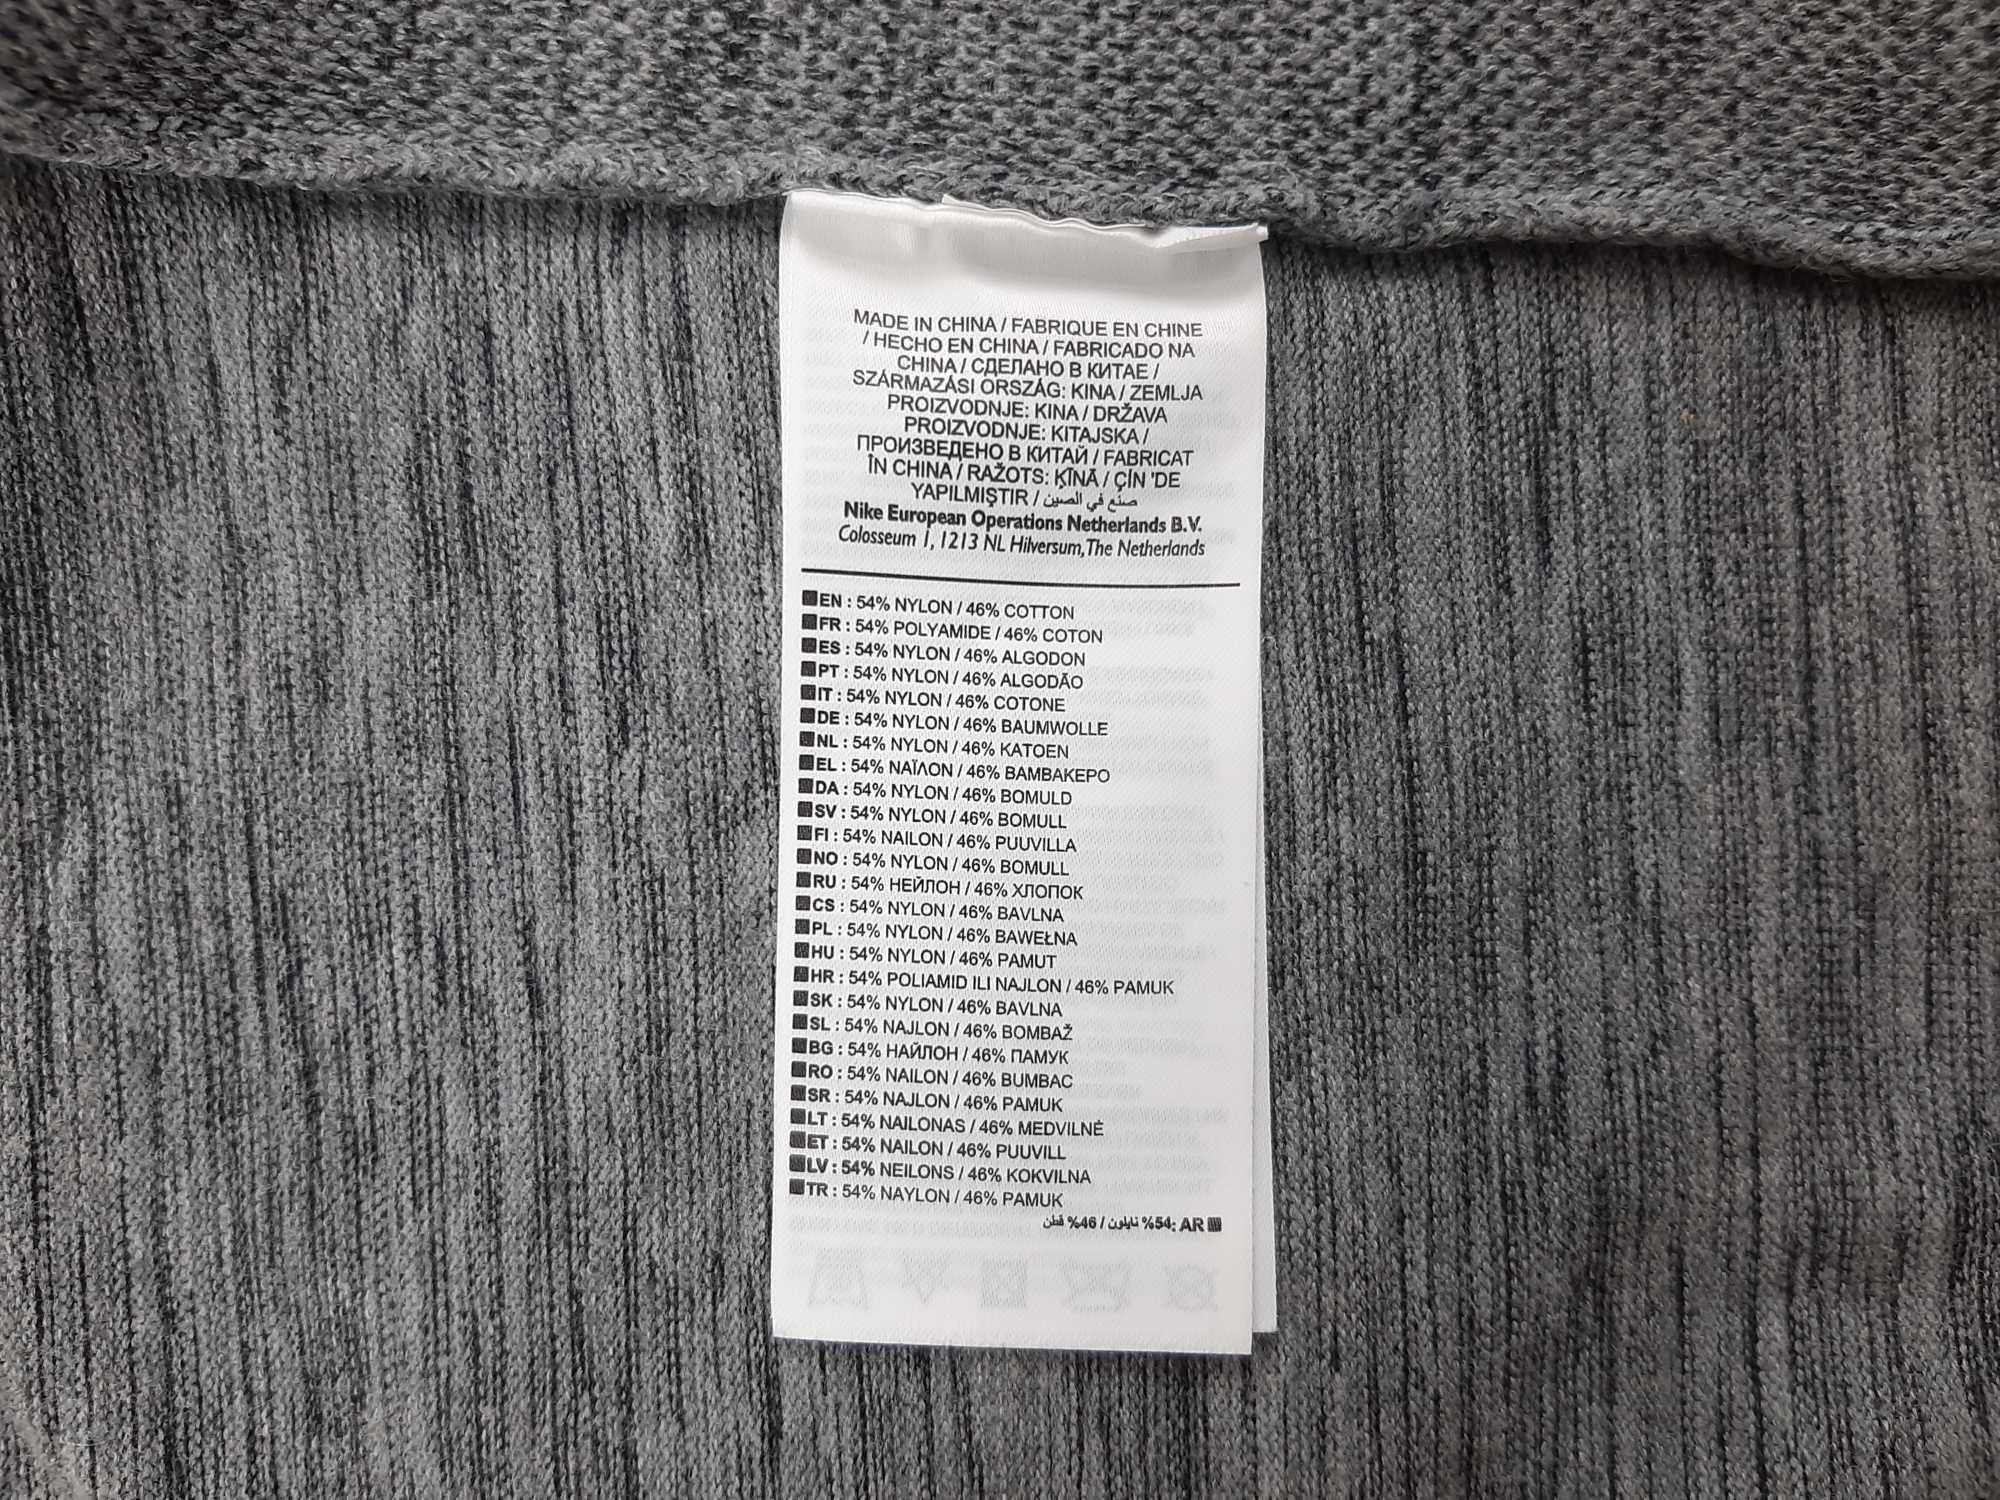 MADE IN CHINA / FABRIQUE EN CHINE
/ HECHO EN CHINA / FABRICADO NA
CHINA / СДЕЛАНО В КИТАЕ /
SZÁRMAZÁSI ORSZÁG: KINA / ZEMLJA
PROIZVODNJE: KINA / DRŽAVA
PROIZVODNJE: KITAJSKA /
ПРОИЗВЕДЕНО В КИТАЙ / FABRICAT
ÎN CHINA / RAŽOTS: ĶĪNĀ / ÇİN 'DE
YAPILMIŞTIR / صنع في الصين
Nike European Operations Netherlands B.V.
Colosseum 1, 1213 NL Hilversum, The Netherlands
EN : 54% NYLON / 46% COTTON
FR : 54% POLYAMIDE / 46% COTON
ES : 54% NYLON / 46% ALGODON
PT : 54% NYLON / 46% ALGODÃO
IT : 54% NYLON / 46% COTONE
DE : 54% NYLON / 46% BAUMWOLLE
NL : 54% NYLON / 46% KATOEN
EL : 54% ΝΑΪΛΟΝ / 46% ΒΑΜΒΑΚΕΡΟ
DA : 54% NYLON / 46% BOMULD
SV : 54% NYLON / 46% BOMULL
FI : 54% NAILON / 46% PUUVILLA
NO : 54% NYLON / 46% BOMULL
RU : 54% НЕЙЛОН / 46% ХЛОПОК
CS : 54% NYLON / 46% BAVLNA
PL : 54% NYLON / 46% BAWEŁNA
HU : 54% NYLON / 46% PAMUT
HR : 54% POLIAMID ILI NAJLON / 46% PAMUK
SK : 54% NYLON / 46% BAVLNA
SL : 54% NAJLON / 46% BOMBAŽ
BG : 54% НАЙЛОН / 46% ПАМУК
RO : 54% NAILON / 46% BUMBAC
SR : 54% NAJLON / 46% PAMUK
LT : 54% NAILONAS / 46% MEDVILNĖ
ET : 54% NAILON / 46% PUUVILL
LV : 54% NEILONS / 46% KOKVILNA
TR : 54% NAYLON / 46% PAMUK
AR :54% نايلون / 46% قطن